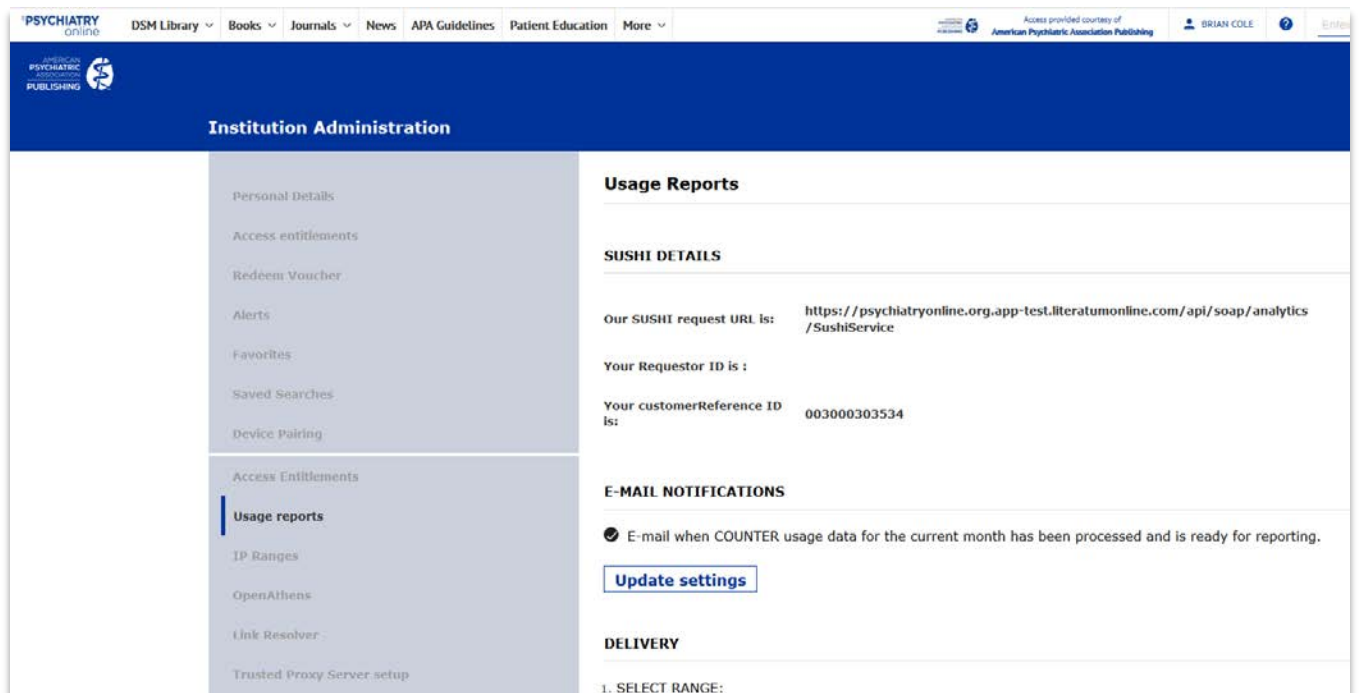 PSYCHIATRY
online
DSM Library
Books
Journals
News
APA Guidelines
Patient Education
More
Access provided courtesy of
American Psychiatric Association Publishing
BRIAN COLE
?
AMERICAN
PSYCHIATRIC
ASSOCIATION
PUBLISHING
Institution Administration
Personal Details
Access entitlements
Redeem Voucher
Alerts
Favorites
Saved Searches
Device Pairing
Access Entitlements
Usage reports
IP Ranges
OpenAthens
Link Resolver
Trusted Proxy Server setup
Usage Reports
SUSHI DETAILS
Our SUSHI request URL is:
https://psychiatryonline.org.app-test.literatumonline.com/api/soap/analytics
/SushiService
Your Requestor ID is :
Your customerReference ID
is:
003000303534
E-MAIL NOTIFICATIONS
E-mail when COUNTER usage data for the current month has been processed and is ready for reporting.
Update settings
DELIVERY
1. SELECT RANGE: